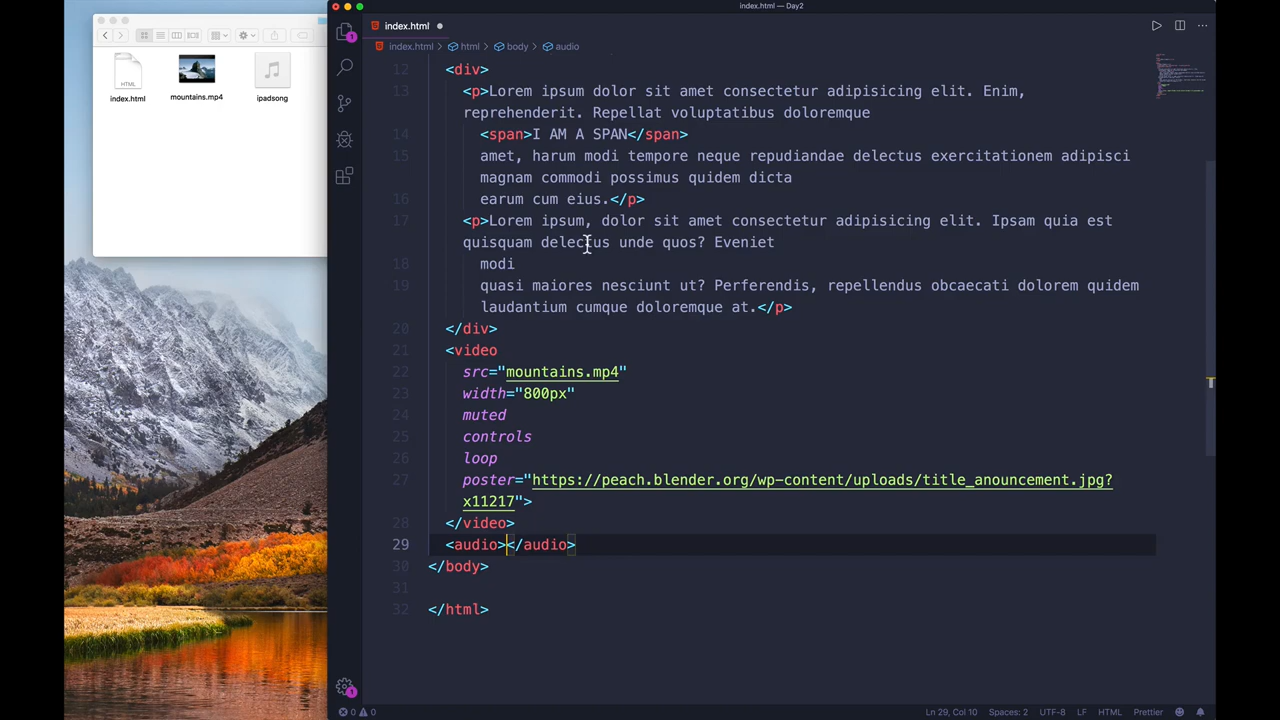 index.html — Day2
index.html
index.html > html > body > audio
index.html
mountains.mp4
ipadsong
HTML
12 <div>
13 <p>Lorem ipsum dolor sit amet consectetur adipisicing elit. Enim,
reprehenderit. Repellat voluptatibus doloremque
14 <span>I AM A SPAN</span>
15 amet, harum modi tempore neque repudiandae delectus exercitationem adipisci
magnam commodi possimus quidem dicta
16 earum cum eius.</p>
17 <p>Lorem ipsum, dolor sit amet consectetur adipisicing elit. Ipsam quia est
quisquam delectus unde quos? Eveniet
18 modi
19 quasi maiores nesciunt ut? Perferendis, repellendus obcaecati dolorem quidem
laudantium cumque doloremque at.</p>
20 </div>
21 <video
22 src="mountains.mp4"
23 width="800px"
24 muted
25 controls
26 loop
27 poster="https://peach.blender.org/wp-content/uploads/title_anouncement.jpg?
x11217">
28 </video>
29 <audio></audio>
30 </body>
31
32 </html>
1
1
0 0
Ln 29, Col 10 Spaces: 2 UTF-8 LF HTML Prettier